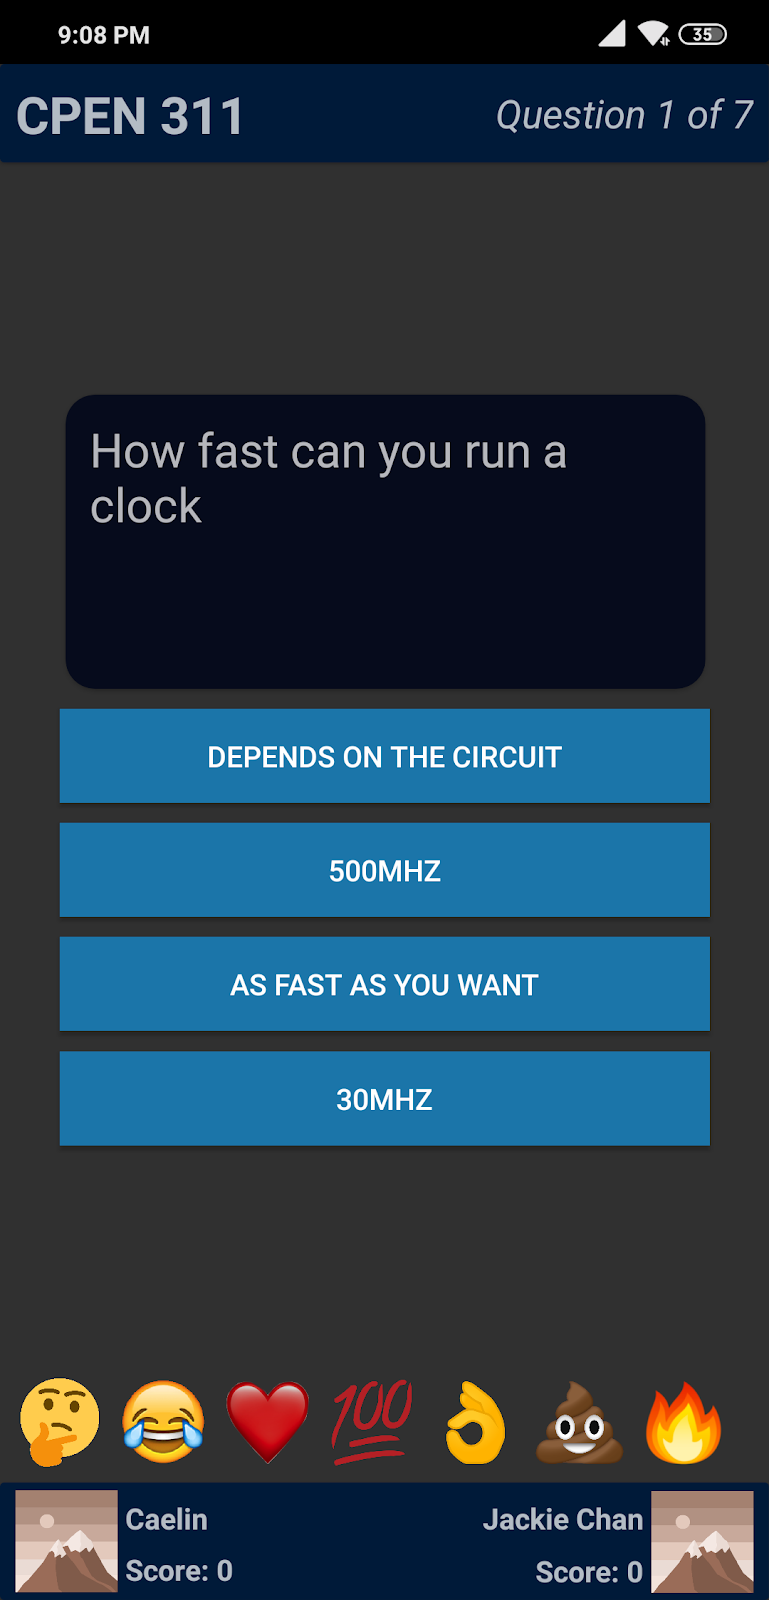 9:08 PM
35
CPEN 311
Question 1 of 7
How fast can you run a
clock
DEPENDS ON THE CIRCUIT
500MHZ
AS FAST AS YOU WANT
30MHZ
100
Caelin
Jackie Chan
Score: 0
Score: 0